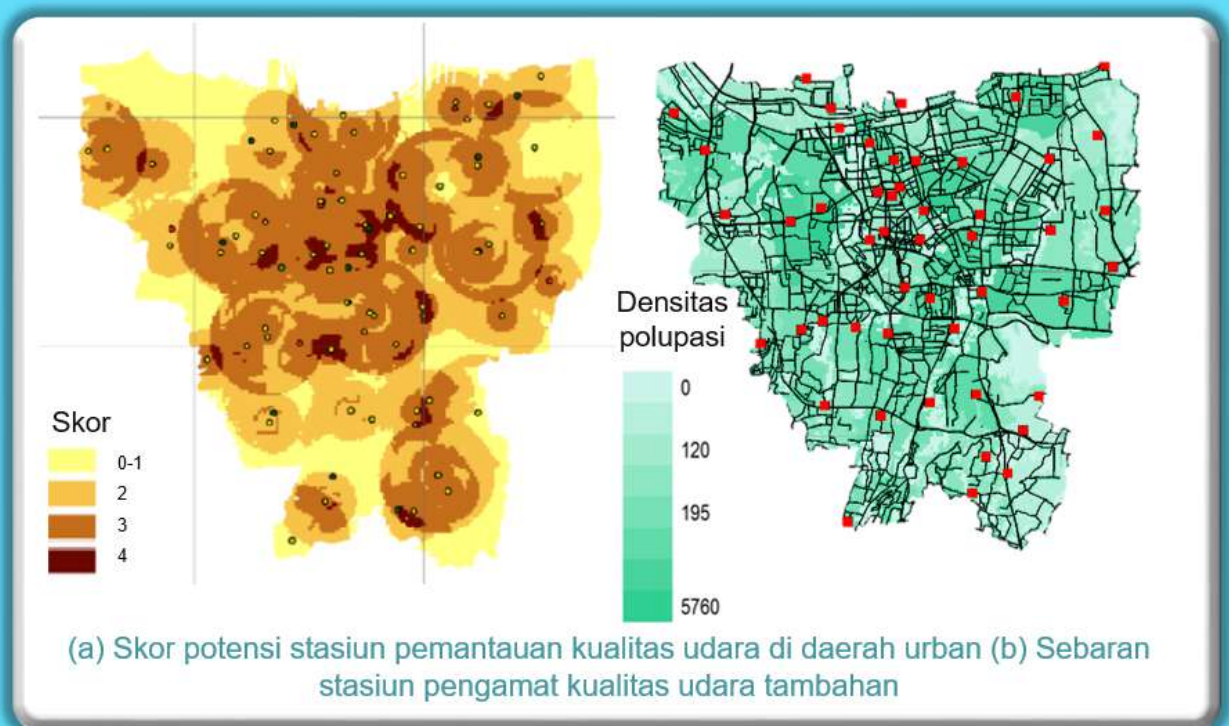 Skor
0-1
2
3
4
Densitas
polupasi
0
120
195
5760
(a) Skor potensi stasiun pemantauan kualitas udara di daerah urban (b) Sebaran
stasiun pengamat kualitas udara tambahan